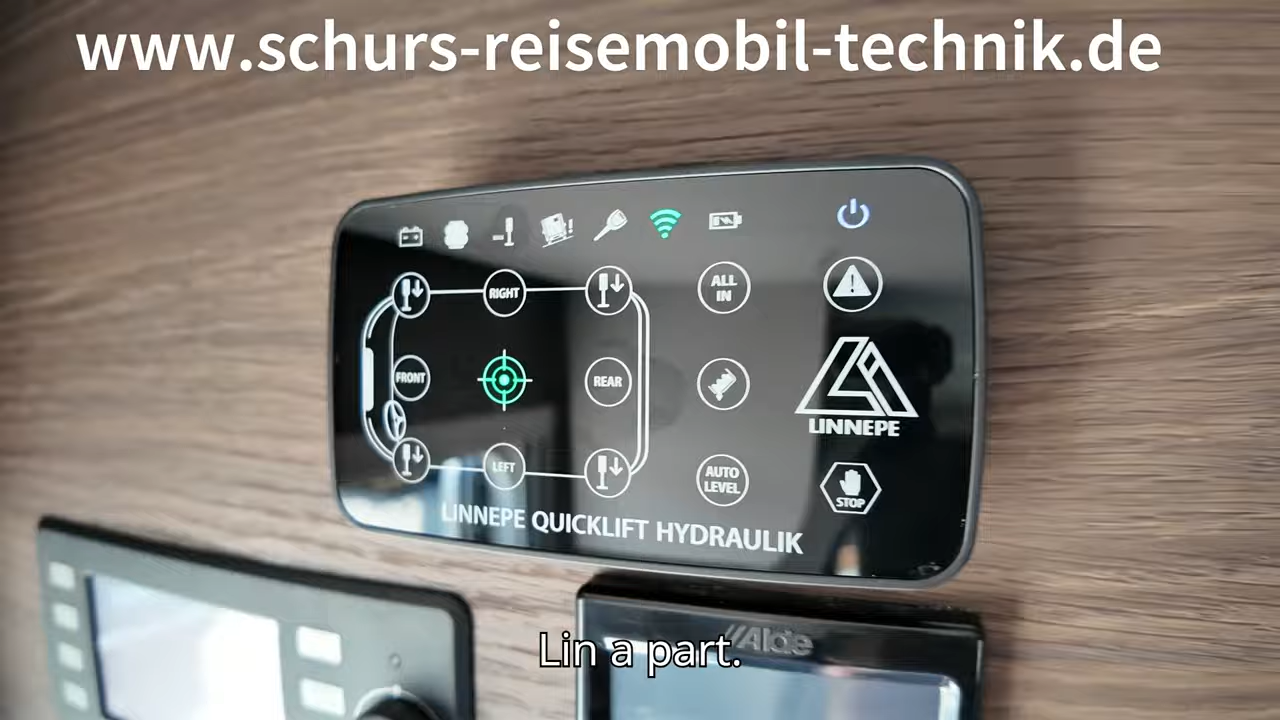 www.schurs-reisemobil-technik.de
RIGHT
ALL
IN
FRONT
REAR
LINNEPE
LEFT
AUTO
LEVEL
STOP
LINNEPE QUICKLIFT HYDRAULIK
Alde
Lin a part.